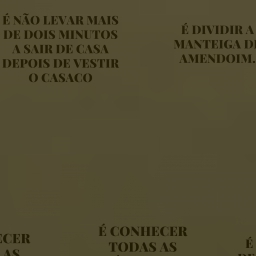 É NÃO LEVAR MAIS
DE DOIS MINUTOS
A SAIR DE CASA
DEPOIS DE VESTIR
O CASACO
É DIVIDIR A
MANTEIGA DE
AMENDOIM.
É CONHECER
TODAS AS
AS
É